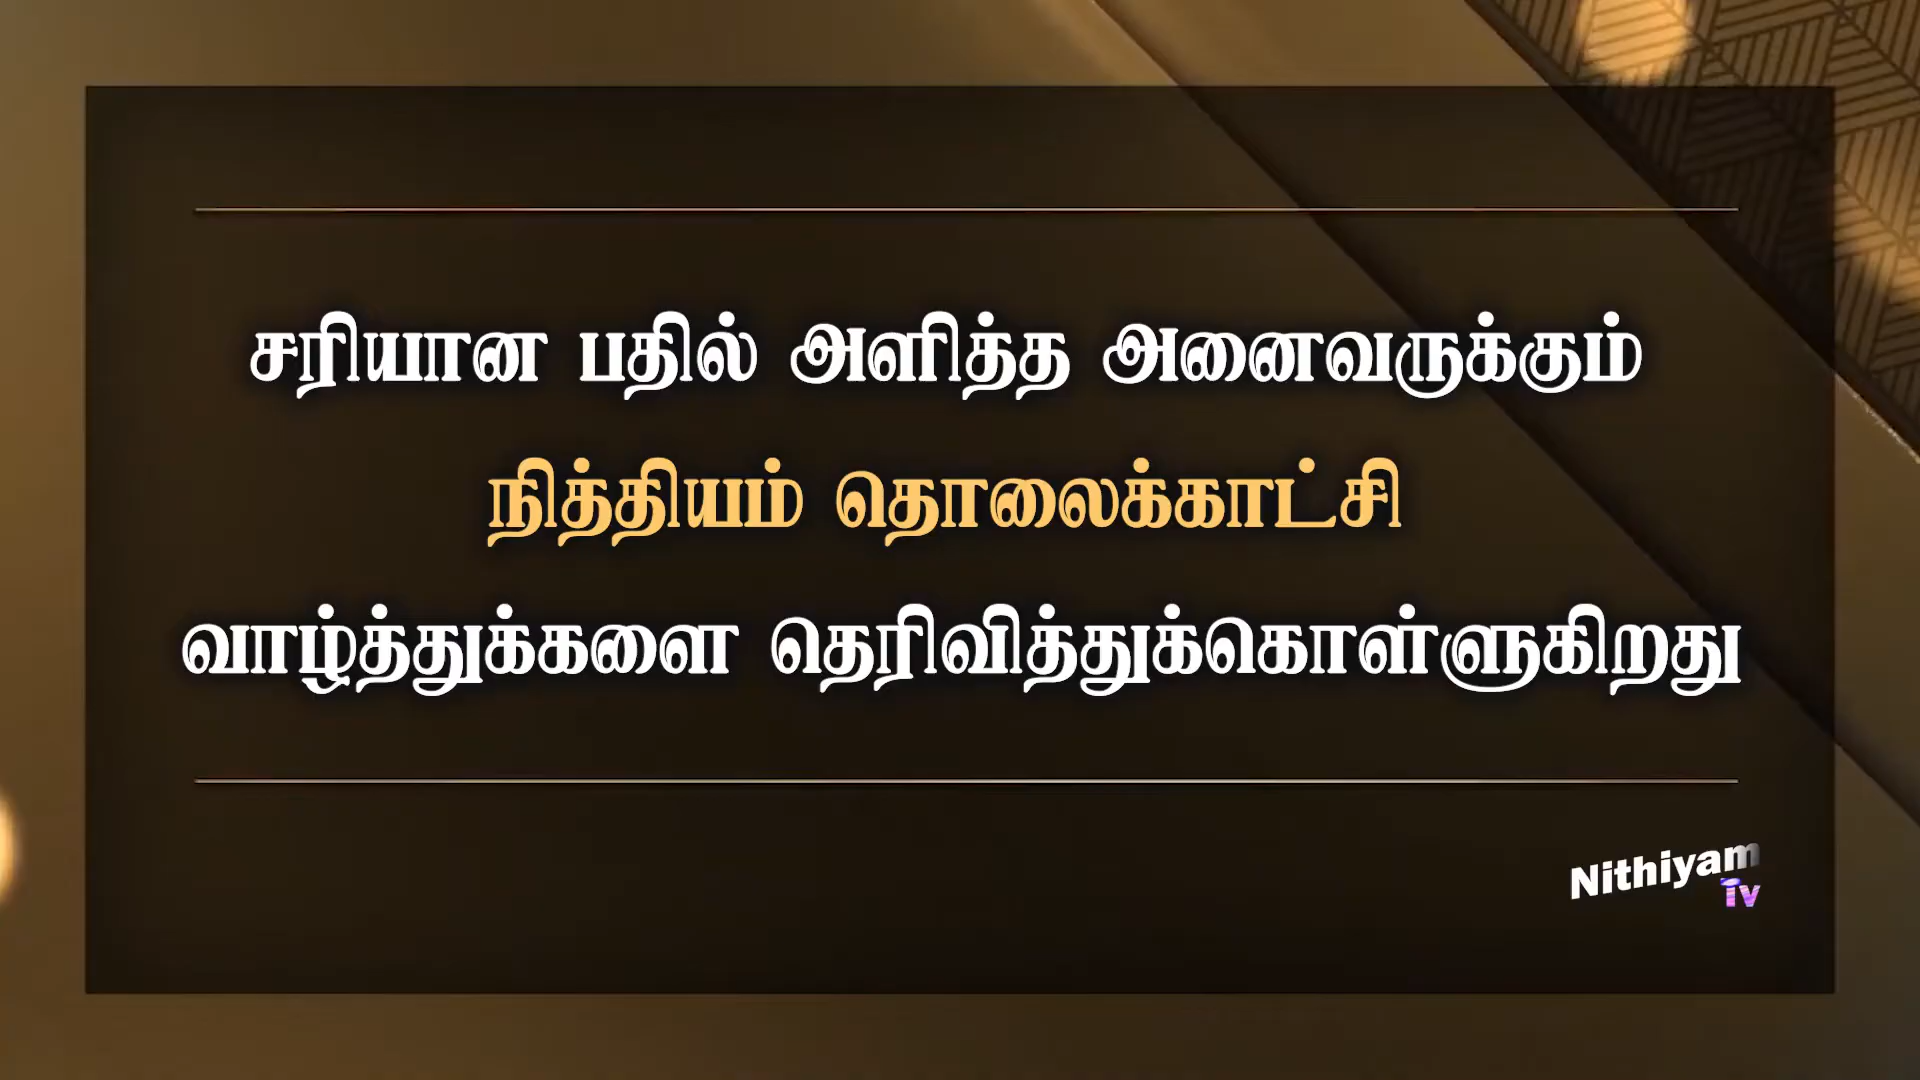 சரியான பதில் அளித்த அனைவருக்கும்
நித்தியம் தொலைக்காட்சி
வாழ்த்துக்களை தெரிவித்துக்கொள்ளுகிறது
Nithiyam
Tv